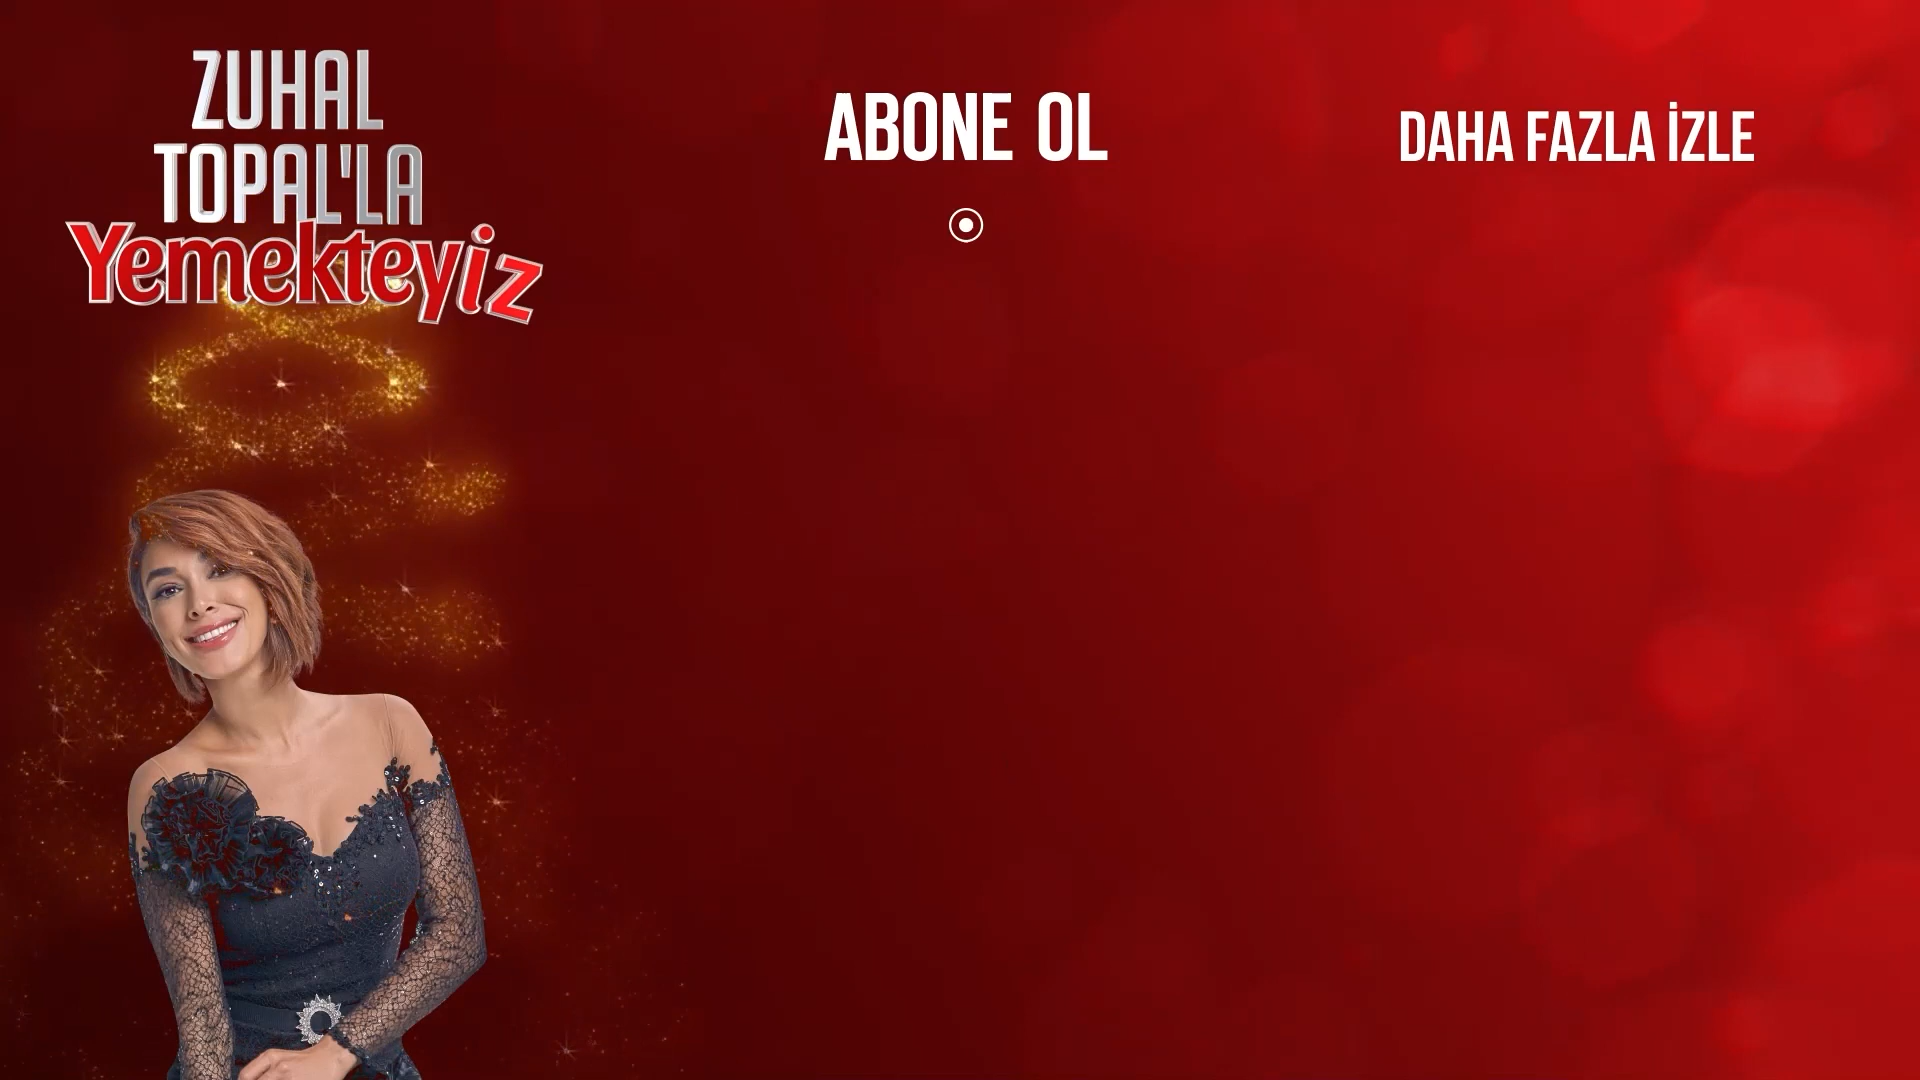 ZUHAL
TOPAL'LA
Yemekteyiz
ABONE OL
DAHA FAZLA İZLE